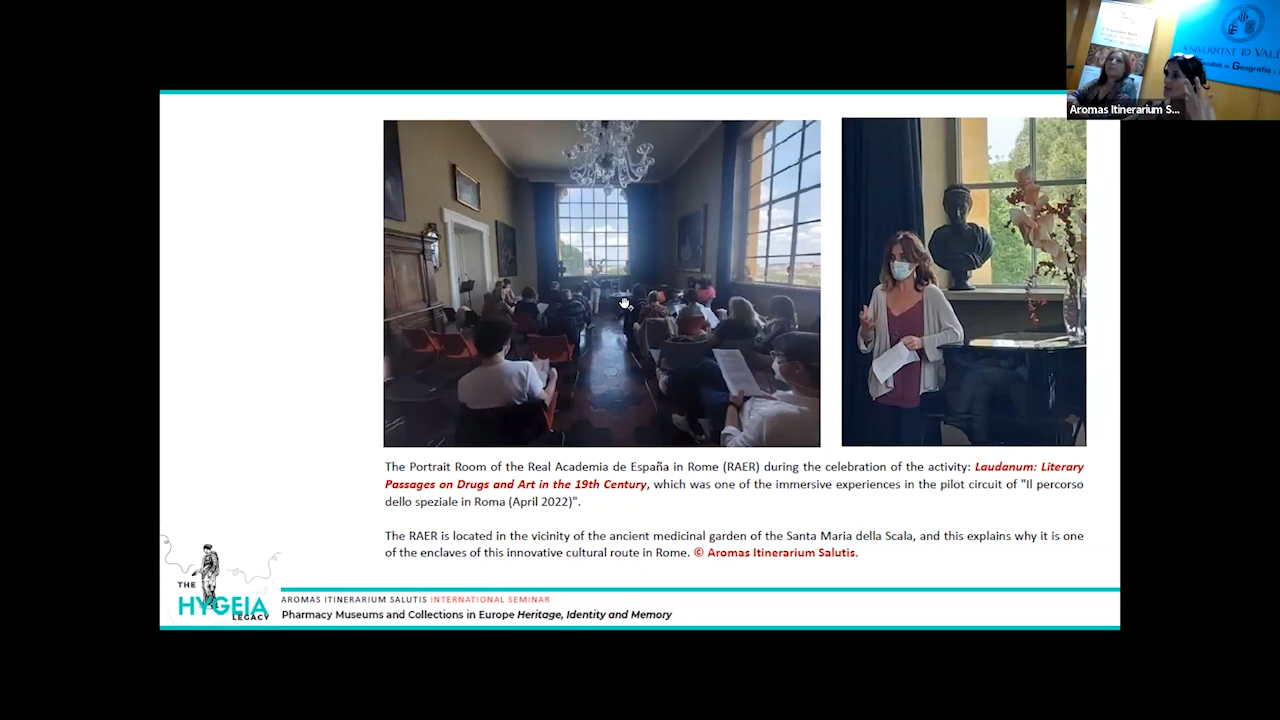 UNIVERSITAT D VALÈ
Facultat de Geografia i
Aromas Itinerarium S...
The Portrait Room of the Real Academia de España in Rome (RAER) during the celebration of the activity: Laudanum: Literary
Passages on Drugs and Art in the 19th Century, which was one of the immersive experiences in the pilot circuit of "Il percorso
dello speziale in Roma (April 2022)".
The RAER is located in the vicinity of the ancient medicinal garden of the Santa Maria della Scala, and this explains why it is one
of the enclaves of this innovative cultural route in Rome. © Aromas Itinerarium Salutis.
THE
HYGEIA
LEGACY
AROMAS ITINERARIUM SALUTIS INTERNATIONAL SEMINAR
Pharmacy Museums and Collections in Europe Heritage, Identity and Memory